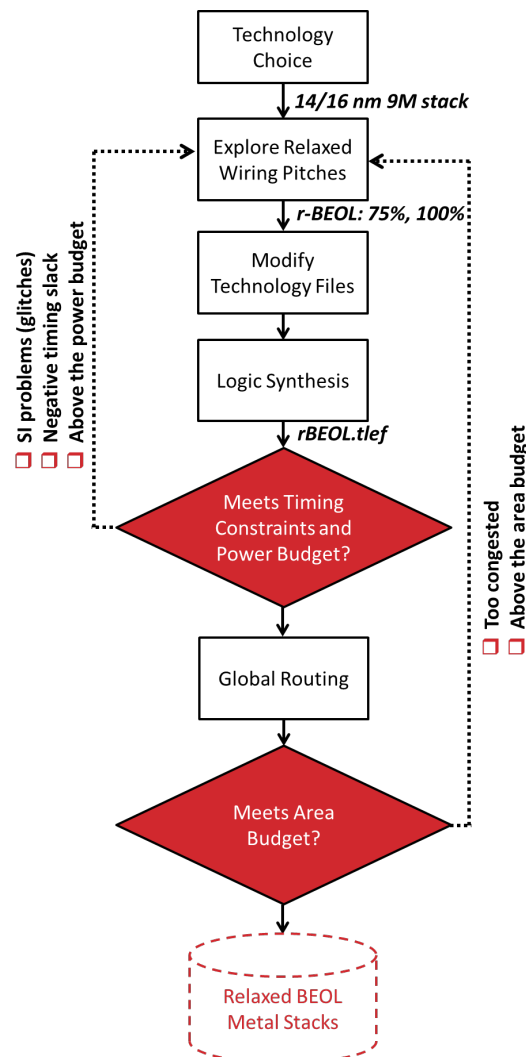 Technology
Choice
14/16 nm 9M stack
Explore Relaxed
Wiring Pitches
r-BEOL: 75%, 100%
Modify
Technology Files
Logic Synthesis
rBEOL.tlef
SI problems (glitches)
Negative timing slack
Above the power budget
Meets Timing
Constraints and
Power Budget?
Too congested
Above the area budget
Global Routing
Meets Area
Budget?
Relaxed BEOL
Metal Stacks